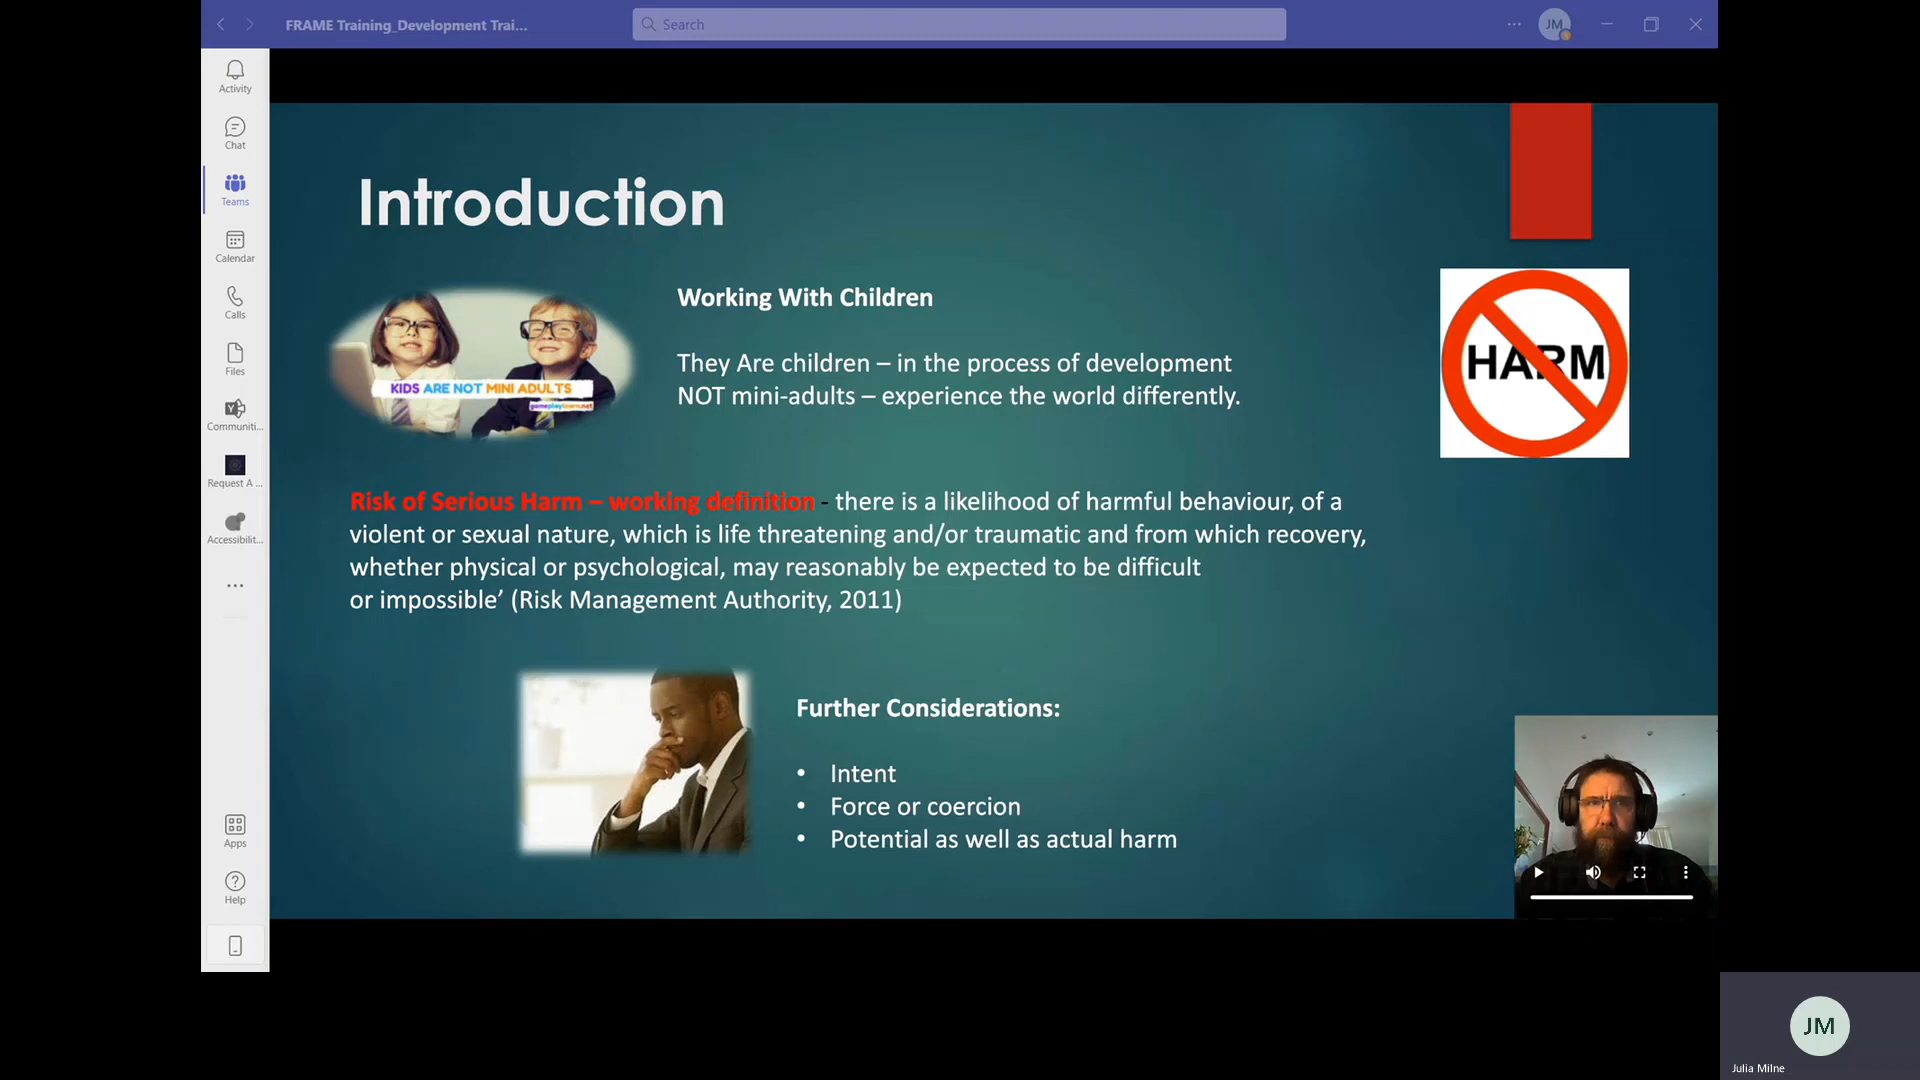 FRAME Training_Development Trai...
Search
JM
Activity
Chat
Teams
Calendar
Calls
Files
Communiti...
Request A ...
Accessibilit...
Apps
Help
Introduction
KIDS ARE NOT MINI ADULTS
gameplaylearn.net
Working With Children
They Are children – in the process of development
NOT mini-adults – experience the world differently.
HARM
Risk of Serious Harm – working definition - there is a likelihood of harmful behaviour, of a
violent or sexual nature, which is life threatening and/or traumatic and from which recovery,
whether physical or psychological, may reasonably be expected to be difficult
or impossible’ (Risk Management Authority, 2011)
Further Considerations:
• Intent
• Force or coercion
• Potential as well as actual harm
JM
Julia Milne